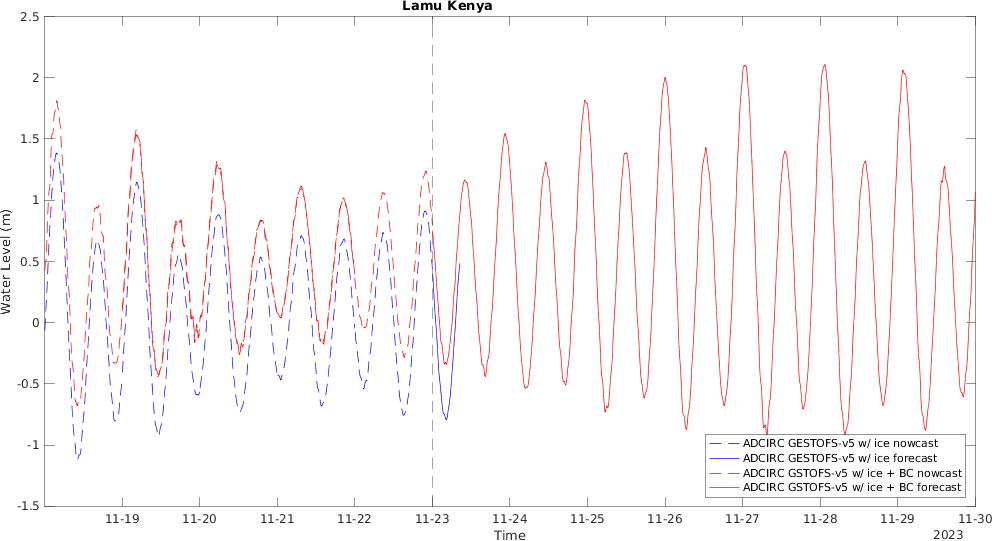 Lamu Kenya
2.5
2
1.5
1
0.5
0
-0.5
-1
-1.5
Water Level (m)
11-19 11-20 11-21 11-22 11-23 11-24 11-25 11-26 11-27 11-28 11-29 11-30
Time
2023
ADCIRC GESTOFS-v5 w/ ice nowcast
ADCIRC GESTOFS-v5 w/ ice forecast
ADCIRC GSTOFS-v5 w/ ice + BC nowcast
ADCIRC GSTOFS-v5 w/ ice + BC forecast